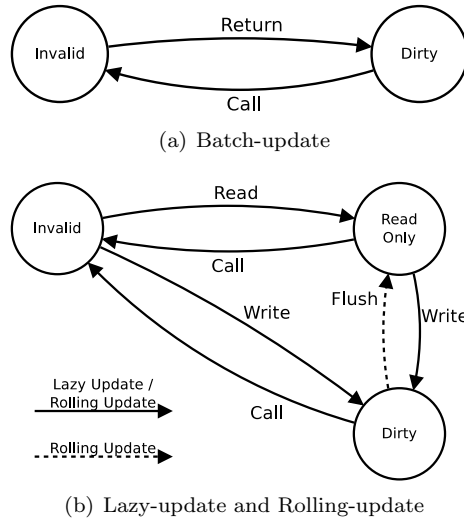 Return
Invalid
Dirty
Call
(a) Batch-update
Read
Invalid
Read
Only
Call
Flush
Write
Write
Lazy Update /
Rolling Update
Call
Rolling Update
Dirty
(b) Lazy-update and Rolling-update